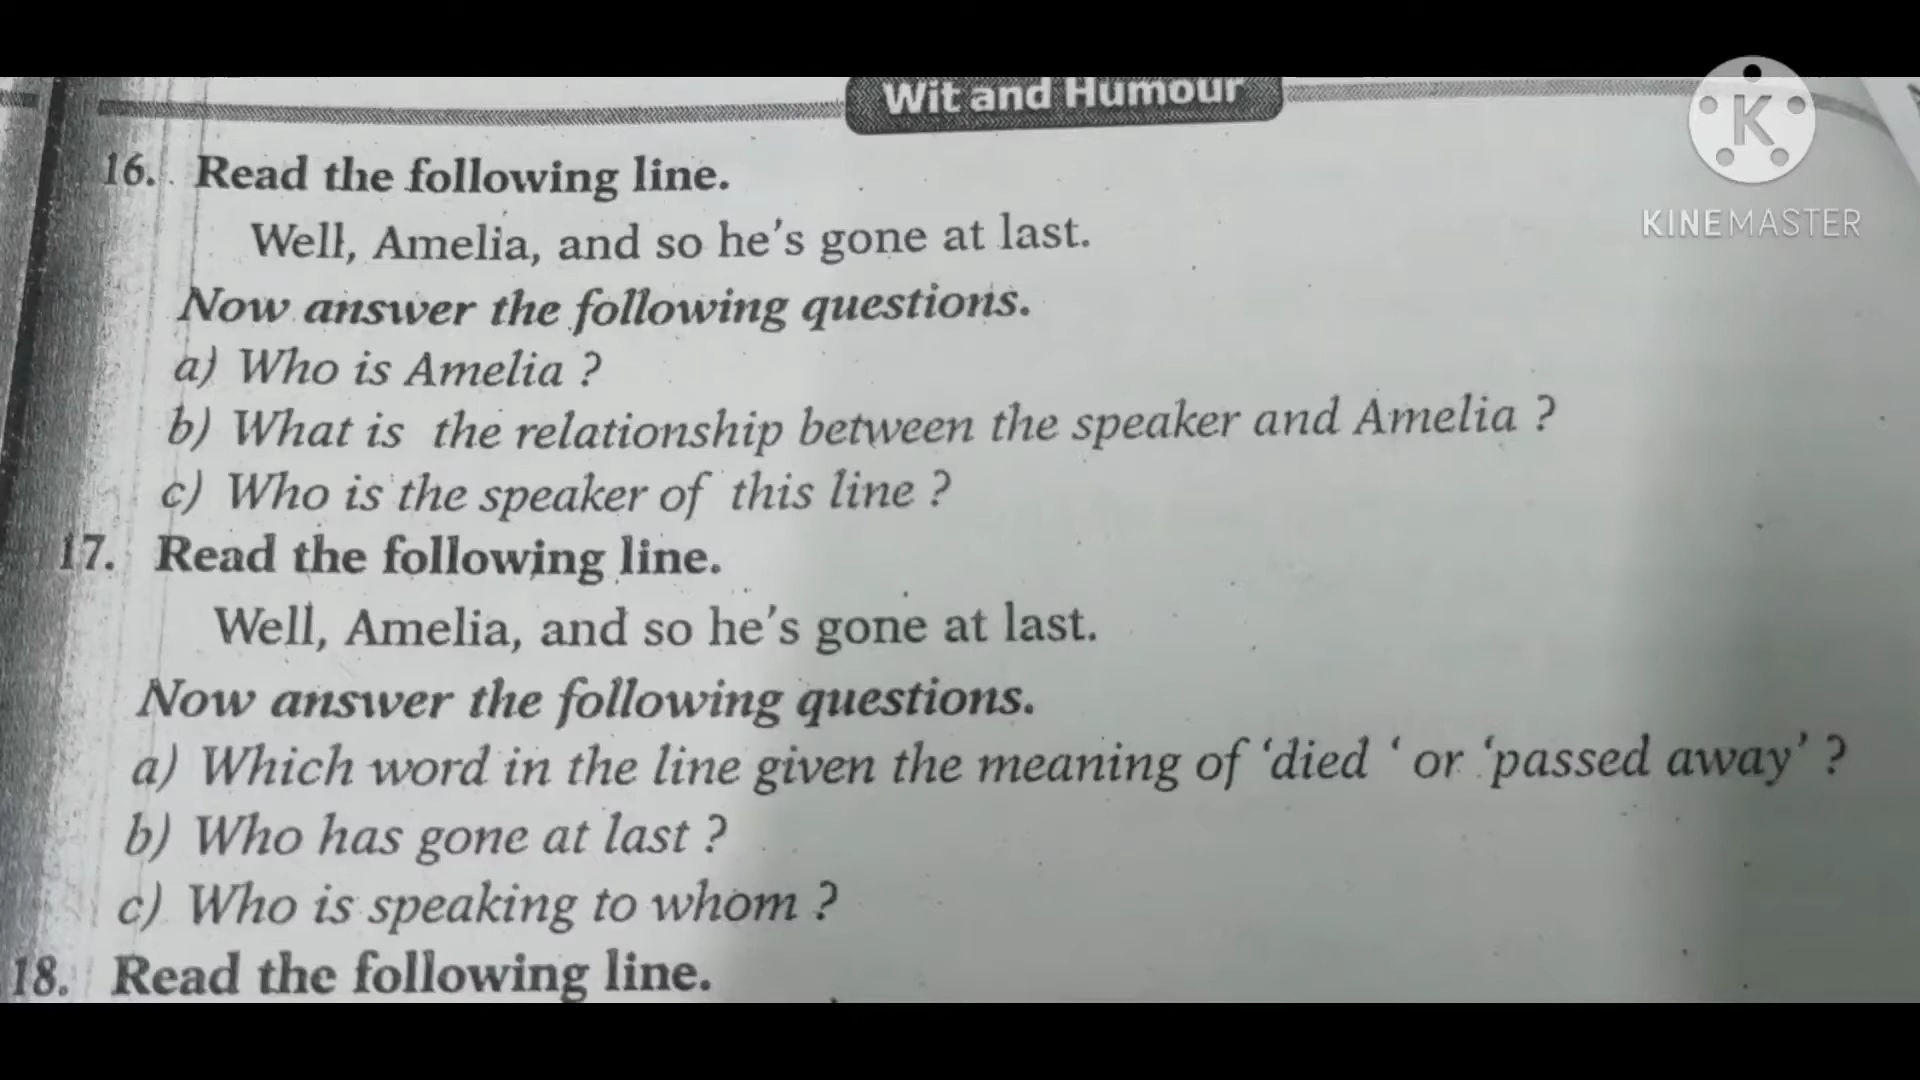 Wit and Humour
KINEMASTER
16. Read the following line.
Well, Amelia, and so he's gone at last.
Now answer the following questions.
a) Who is Amelia ?
b) What is the relationship between the speaker and Amelia ?
c) Who is the speaker of this line ?
17. Read the following line.
Well, Amelia, and so he's gone at last.
Now answer the following questions.
a) Which word in the line given the meaning of 'died ' or 'passed away' ?
b) Who has gone at last ?
c) Who is speaking to whom ?
18. Read the following line.